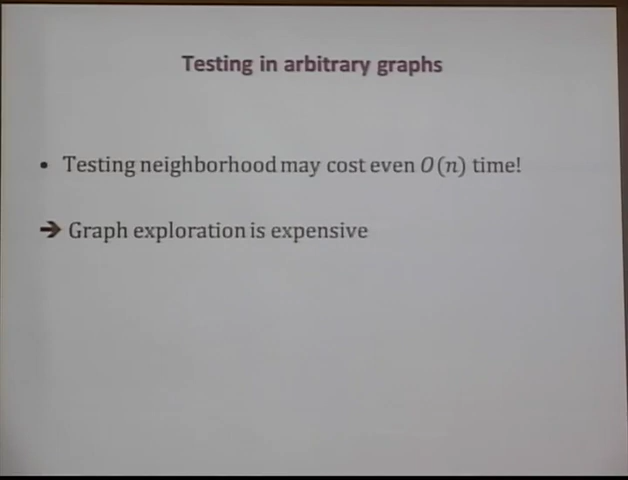 Testing in arbitrary graphs
• Testing neighborhood may cost even O(n) time!
➔ Graph exploration is expensive